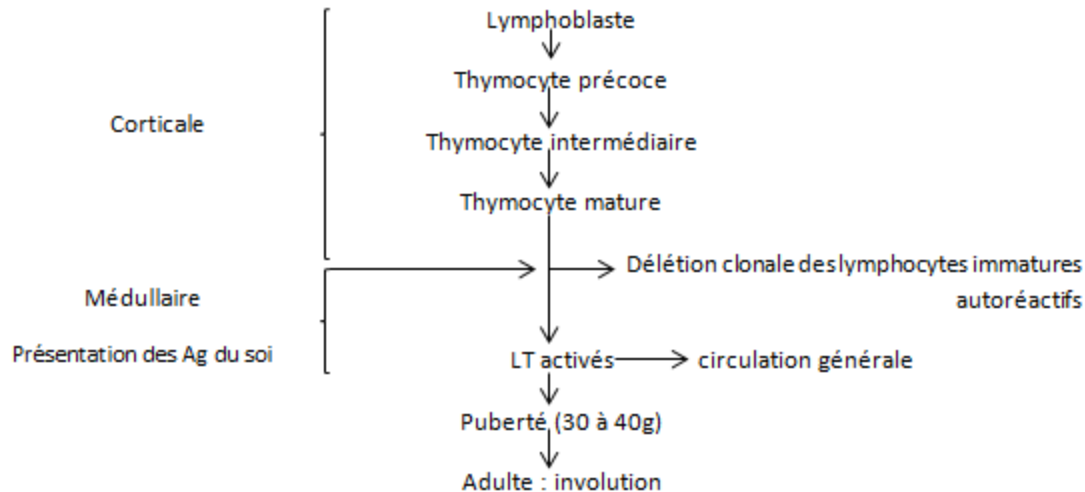 Lymphoblaste
Thymocyte précoce
Corticale
Thymocyte intermédiaire
Thymocyte mature
Délétion clonale des lymphocytes immatures
autoréactifs
Médullaire
Présentation des Ag du soi
LT activés
circulation générale
Puberté (30 à 40g)
Adulte : involution